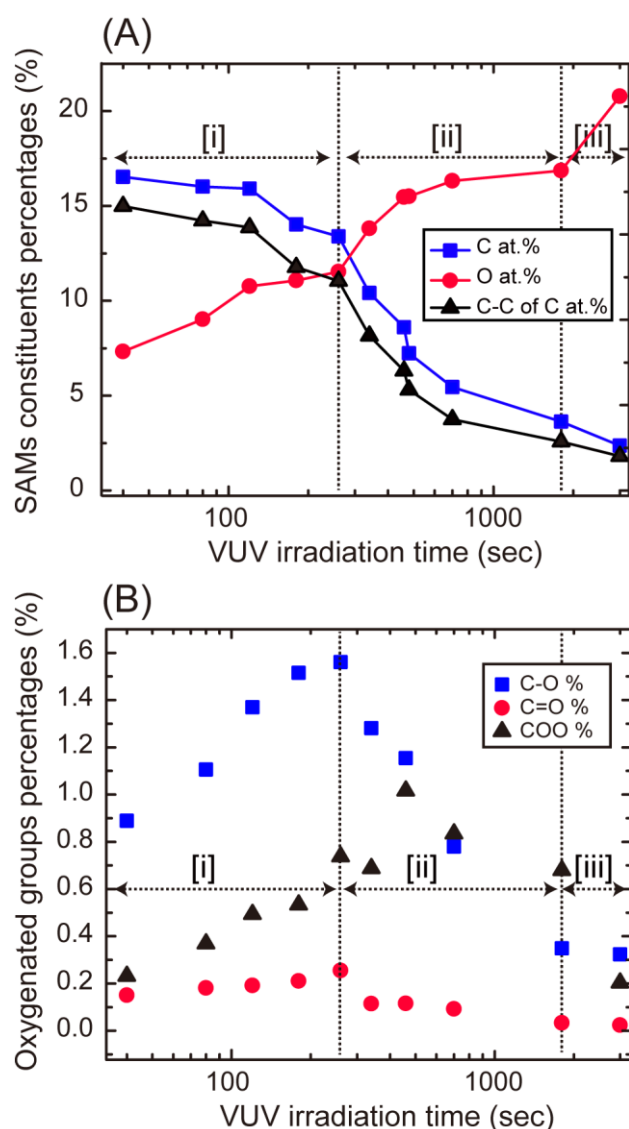 (A)
SAMs constituents percentages (%)
20
15
10
5
0
[i]
[ii]
[iii]
C at.%
O at.%
C-C of C at.%
100
1000
VUV irradiation time (sec)
(B)
Oxygenated groups percentages (%)
1.6
1.4
1.2
1.0
0.8
0.6
0.4
0.2
0.0
C-O %
C=O %
COO %
[i]
[ii]
[iii]
100
1000
VUV irradiation time (sec)